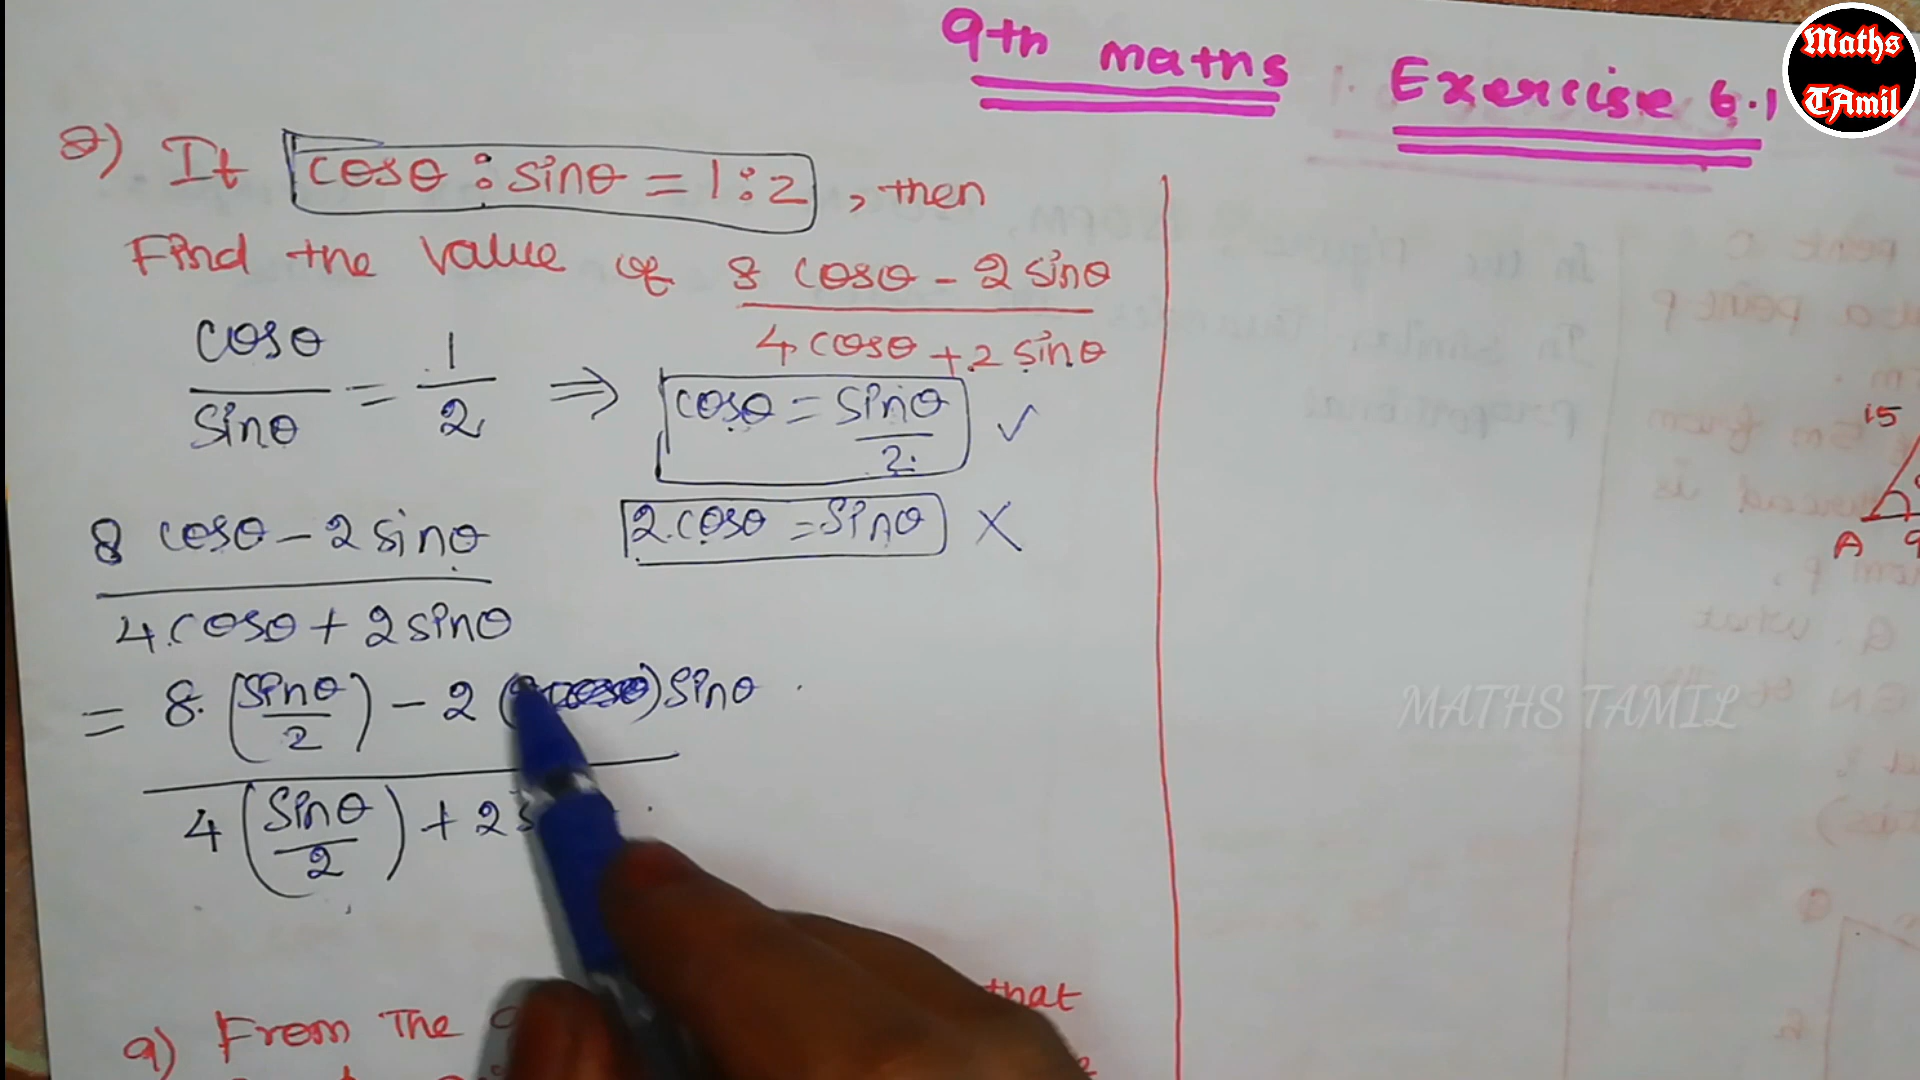 9th maths Exercise 6.1
Maths
TAmil
8) If cosθ : sinθ = 1:2, then
Find the value of 8 cosθ - 2 sinθ
4 cosθ + 2 sinθ
cosθ
sinθ
= 1
2
⇒ cosθ = sinθ
2 ✓
2 cosθ = sinθ ✗
8 cosθ - 2 sinθ
4 cosθ + 2 sinθ
= 8 (sinθ
2) - 2 sinθ
4 (sinθ
2) + 2
MATHS TAMIL
15
A
9) From The
that